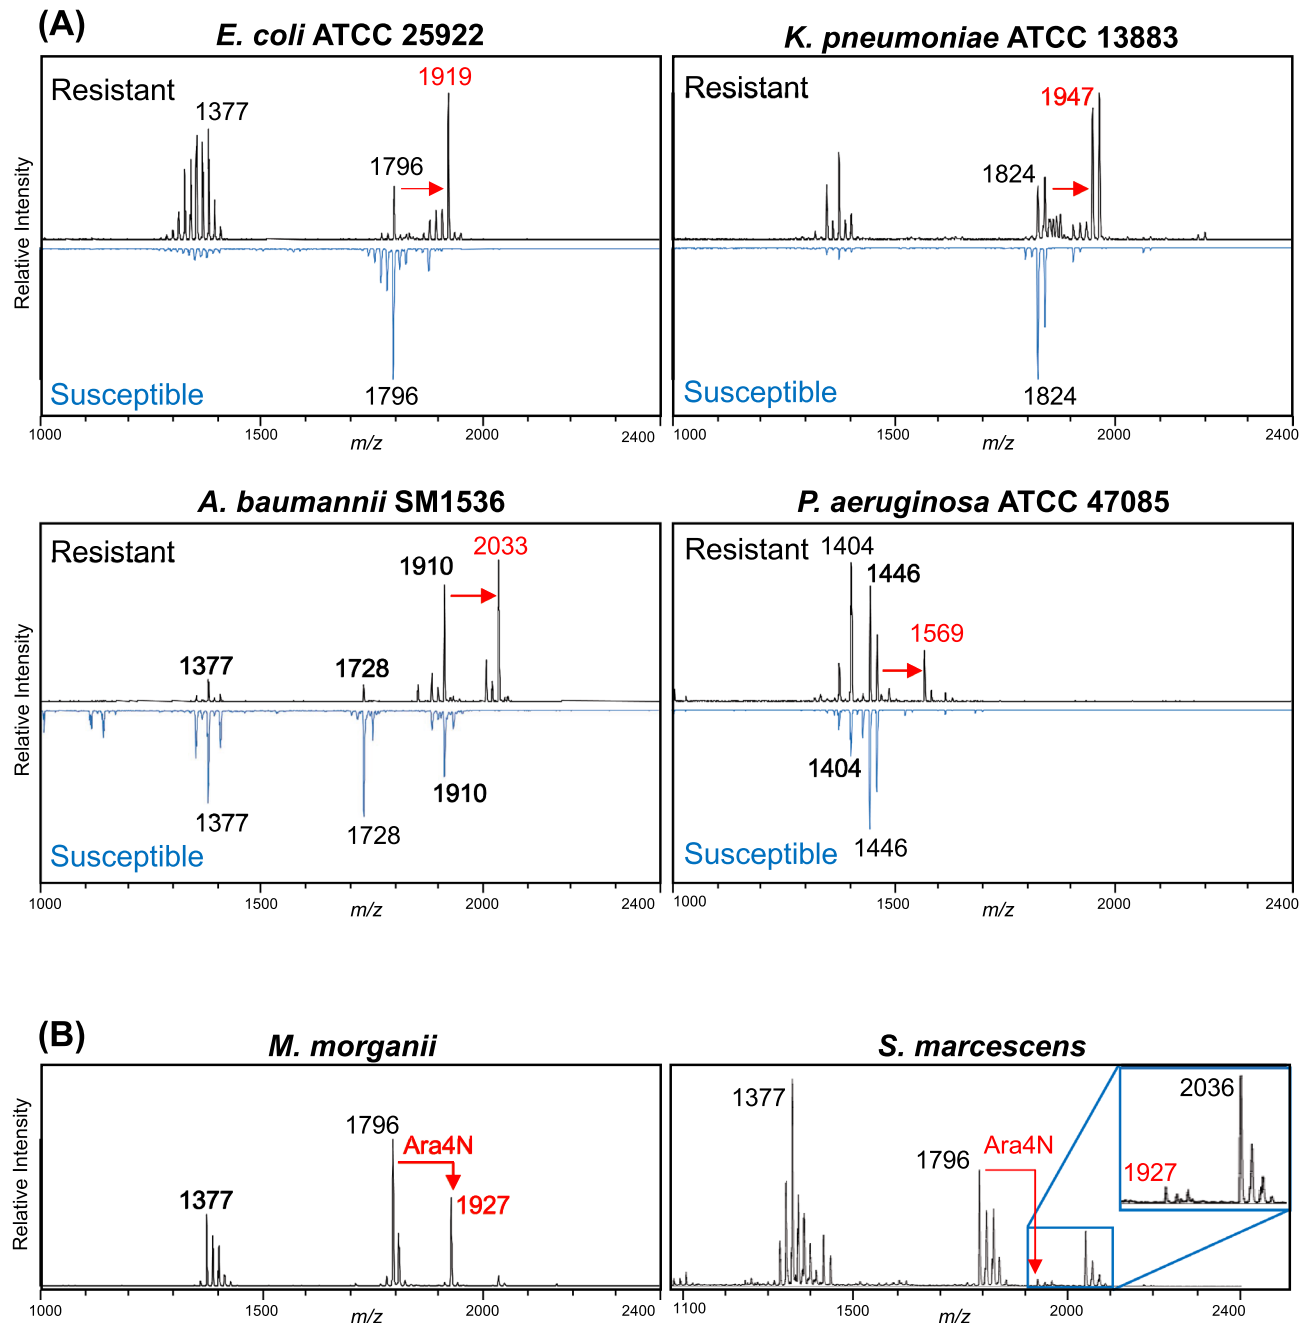 (A)
E. coli ATCC 25922
K. pneumoniae ATCC 13883
Relative Intensity
Resistant
1377
1796
1919
Susceptible
1796
1000
1500
2000
2400
m/z
Resistant
1824
1947
Susceptible
1824
1000
1500
2000
2400
m/z
A. baumannii SM1536
P. aeruginosa ATCC 47085
Relative Intensity
Resistant
1377
1728
1910
2033
Susceptible
1377
1728
1910
1000
1500
2000
2400
m/z
Resistant
1404
1446
1569
Susceptible
1404
1446
1000
1500
2000
2400
m/z
(B)
M. morganii
S. marcescens
Relative Intensity
1377
1796
Ara4N
1927
1000
1500
2000
2400
m/z
1377
1796
Ara4N
1927
2036
1100
1500
2000
2400
m/z